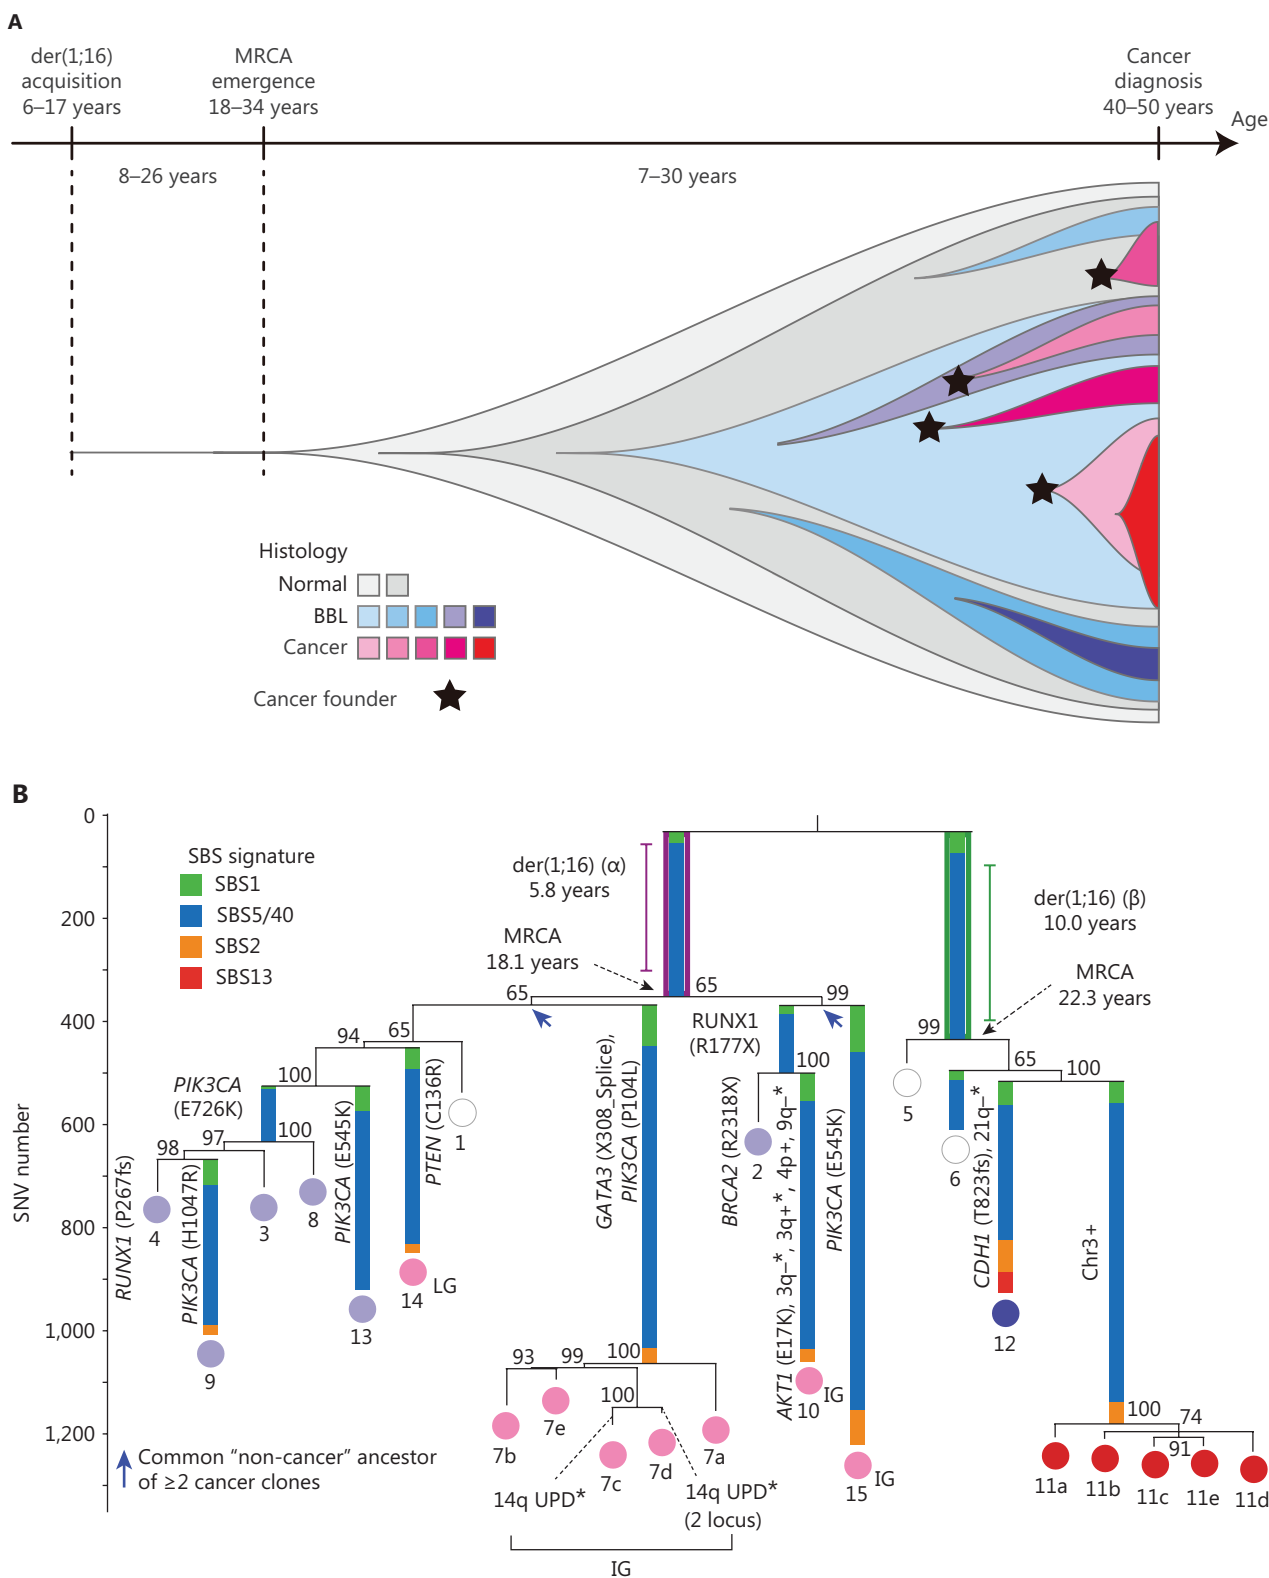 A
der(1;16)
acquisition
6–17 years
MRCA
emergence
18–34 years
Cancer
diagnosis
40–50 years
Age
8–26 years
7–30 years
Histology
Normal
BBL
Cancer
Cancer founder
B
0
200
400
600
800
1,000
1,200
SNV number
SBS signature
SBS1
SBS5/40
SBS2
SBS13
der(1;16) (α)
5.8 years
MRCA
18.1 years
der(1;16) (β)
10.0 years
MRCA
22.3 years
65
65
99
99
65
100
94
65
100
97
100
98
100
PIK3CA
(E726K)
RUNX1 (P267fs)
PIK3CA (H1047R)
PIK3CA (E545K)
PTEN (C136R)
GATA3 (X308_Splice),
PIK3CA (P104L)
RUNX1
(R177X)
BRCA2 (R2318X)
AKT1 (E17K), 3q–*, 3q+*, 4p+, 9q–*
PIK3CA (E545K)
CDH1 (T823fs), 21q–*
Chr3+
4
9
3
8
13
14
LG
1
2
10
IG
15
IG
5
6
12
93
99
100
100
7b
7e
7c
7d
7a
14q UPD*
14q UPD*
(2 locus)
IG
100
74
91
11a
11b
11c
11e
11d
Common “non-cancer” ancestor
of ≥2 cancer clones